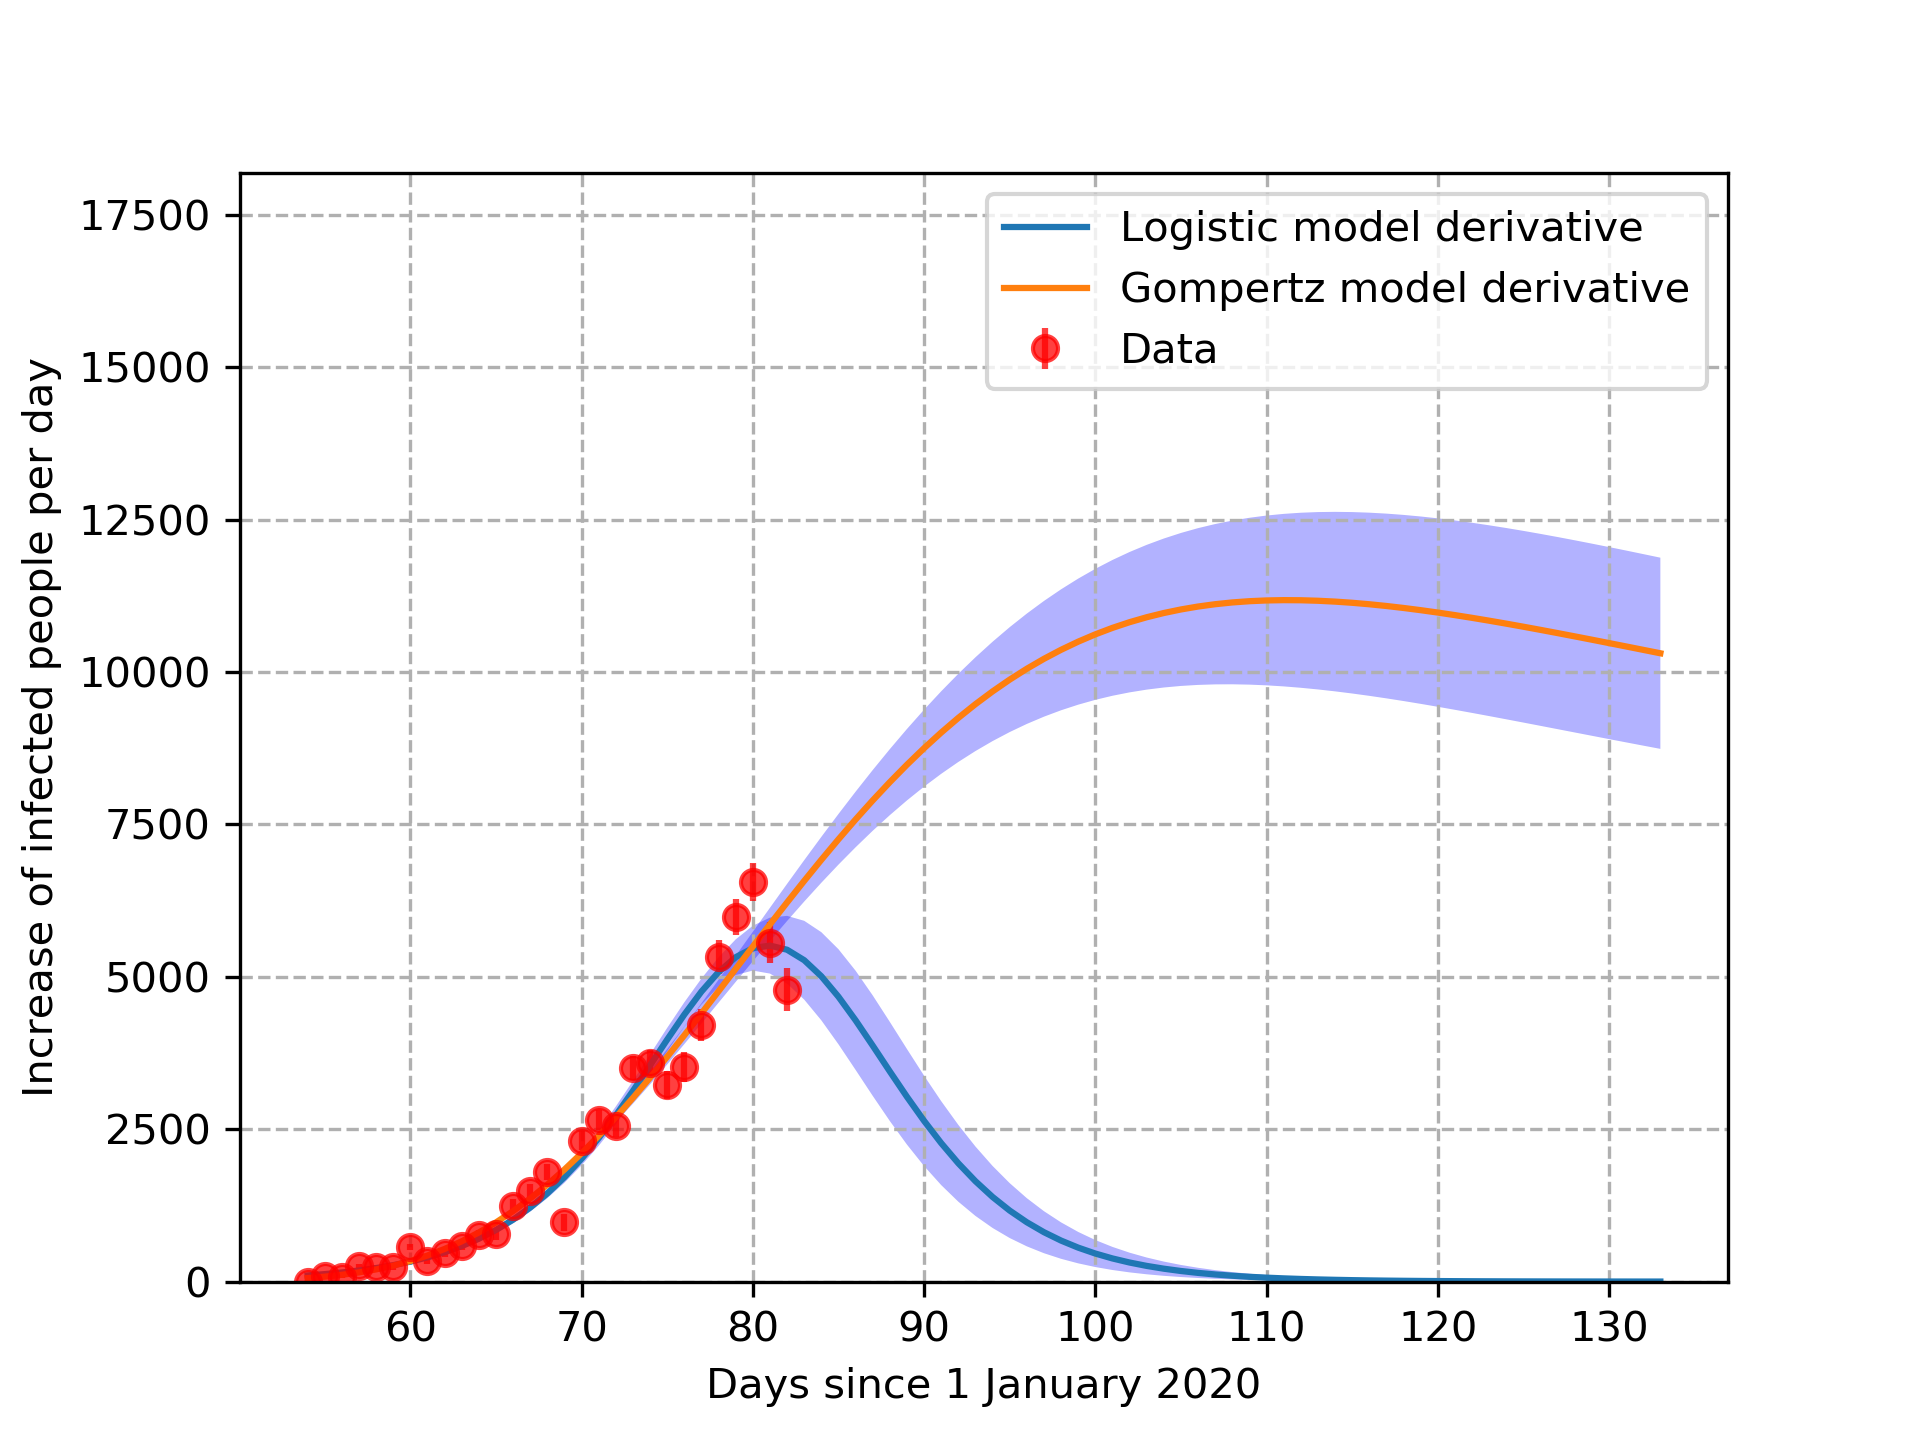 17500
15000
12500
10000
7500
5000
2500
0
Increase of infected people per day
Logistic model derivative
Gompertz model derivative
Data
60 70 80 90 100 110 120 130
Days since 1 January 2020